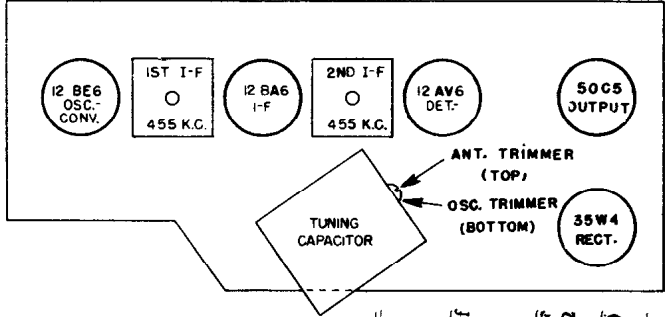 12 BE6
OSC.-
CONV.
1ST I-F
455 K.C.
12 BA6
I-F
2ND I-F
455 K.C.
12 AV6
DET.-
50C5
OUTPUT
ANT. TRIMMER
(TOP)
OSC. TRIMMER
(BOTTOM)
TUNING
CAPACITOR
35W4
RECT.